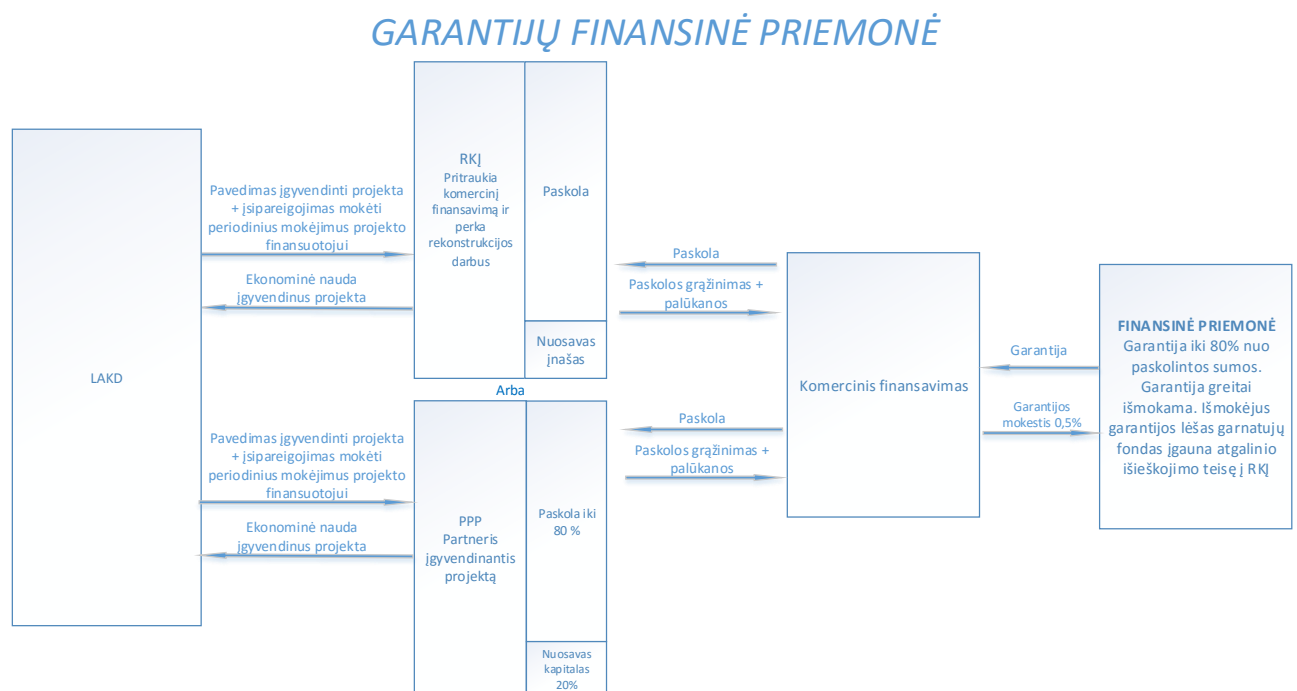 GARANTIJŲ FINANSINĖ PRIEMONĖ
LAKD
Pavedimas įgyvendinti projekta
+ įsipareigojimas mokėti
periodinius mokėjimus projekto
finansuotojui
Ekonominė nauda
įgyvendinus projekta
RKĮ
Pritraukia
komercinį
finansavimą ir
perka
rekonstrukcijos
darbus
Paskola
Nuosavas
įnašas
Arba
Pavedimas įgyvendinti projekta
+ įsipareigojimas mokėti
periodinius mokėjimus projekto
finansuotojui
Ekonominė nauda
įgyvendinus projekta
PPP
Partneris
įgyvendinantis
projektą
Paskola iki
80 %
Nuosavas
kapitalas
20%
Paskola
Paskolos grąžinimas +
palūkanos
Paskola
Paskolos grąžinimas +
palūkanos
Komercinis finansavimas
Garantija
Garantijos
mokestis 0,5%
FINANSINĖ PRIEMONĖ
Garantija iki 80% nuo
paskolintos sumos.
Garantija greitai
išmokama. Išmokėjus
garantijos lėšas garnatujų
fondas įgauna atgalinio
išieškojimo teisę į RKĮ